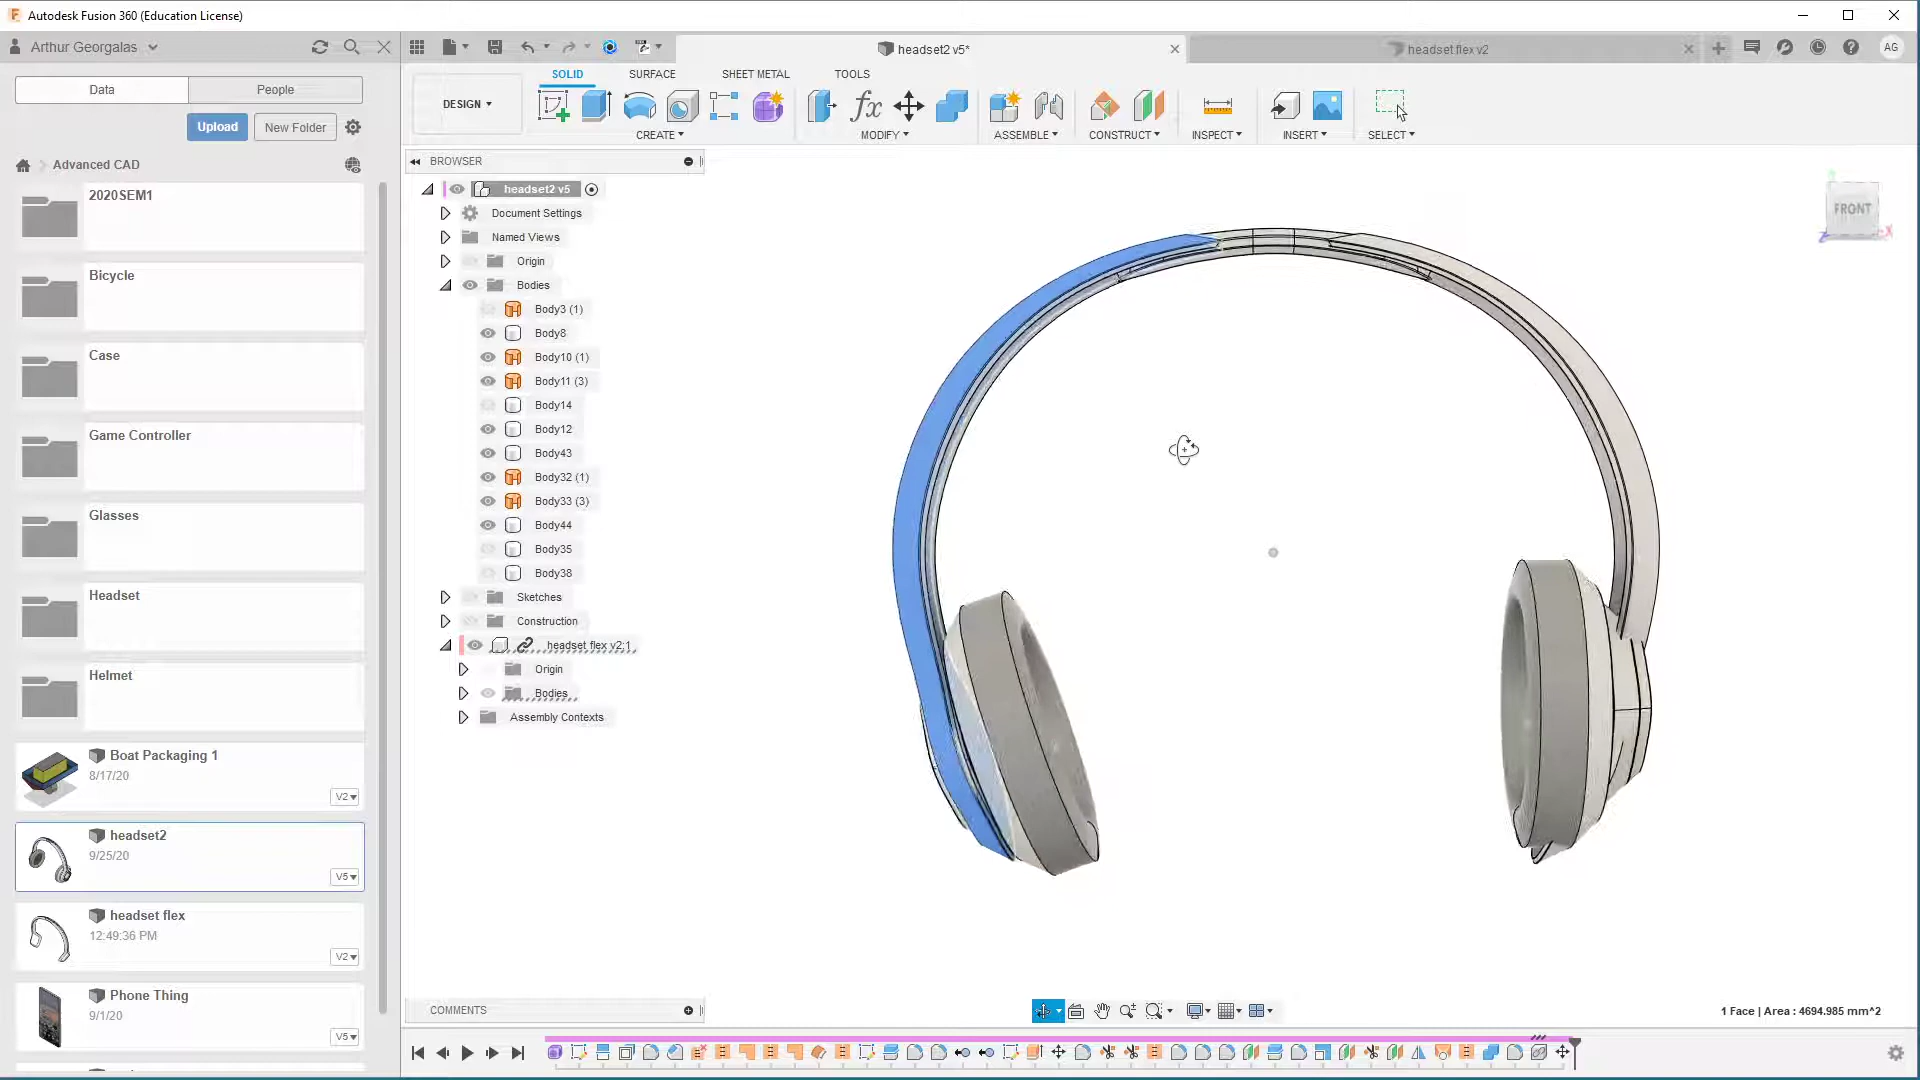 Autodesk Fusion 360 (Education License)
Arthur Georgalas
headset2 v5*
headset flex v2
AG
Data
People
Upload
New Folder
Advanced CAD
2020SEM1
Bicycle
Case
Game Controller
Glasses
Headset
Helmet
Boat Packaging 1
8/17/20
V2
headset2
9/25/20
V5
headset flex
12:49:36 PM
V2
Phone Thing
9/1/20
V5
SOLID
SURFACE
SHEET METAL
TOOLS
DESIGN
CREATE
MODIFY
ASSEMBLE
CONSTRUCT
INSPECT
INSERT
SELECT
BROWSER
headset2 v5
Document Settings
Named Views
Origin
Bodies
Body3 (1)
Body8
Body10 (1)
Body11 (3)
Body14
Body12
Body43
Body32 (1)
Body33 (3)
Body44
Body35
Body38
Sketches
Construction
headset flex v2:1
Origin
Bodies
Assembly Contexts
FRONT
X
COMMENTS
1 Face | Area : 4694.985 mm^2